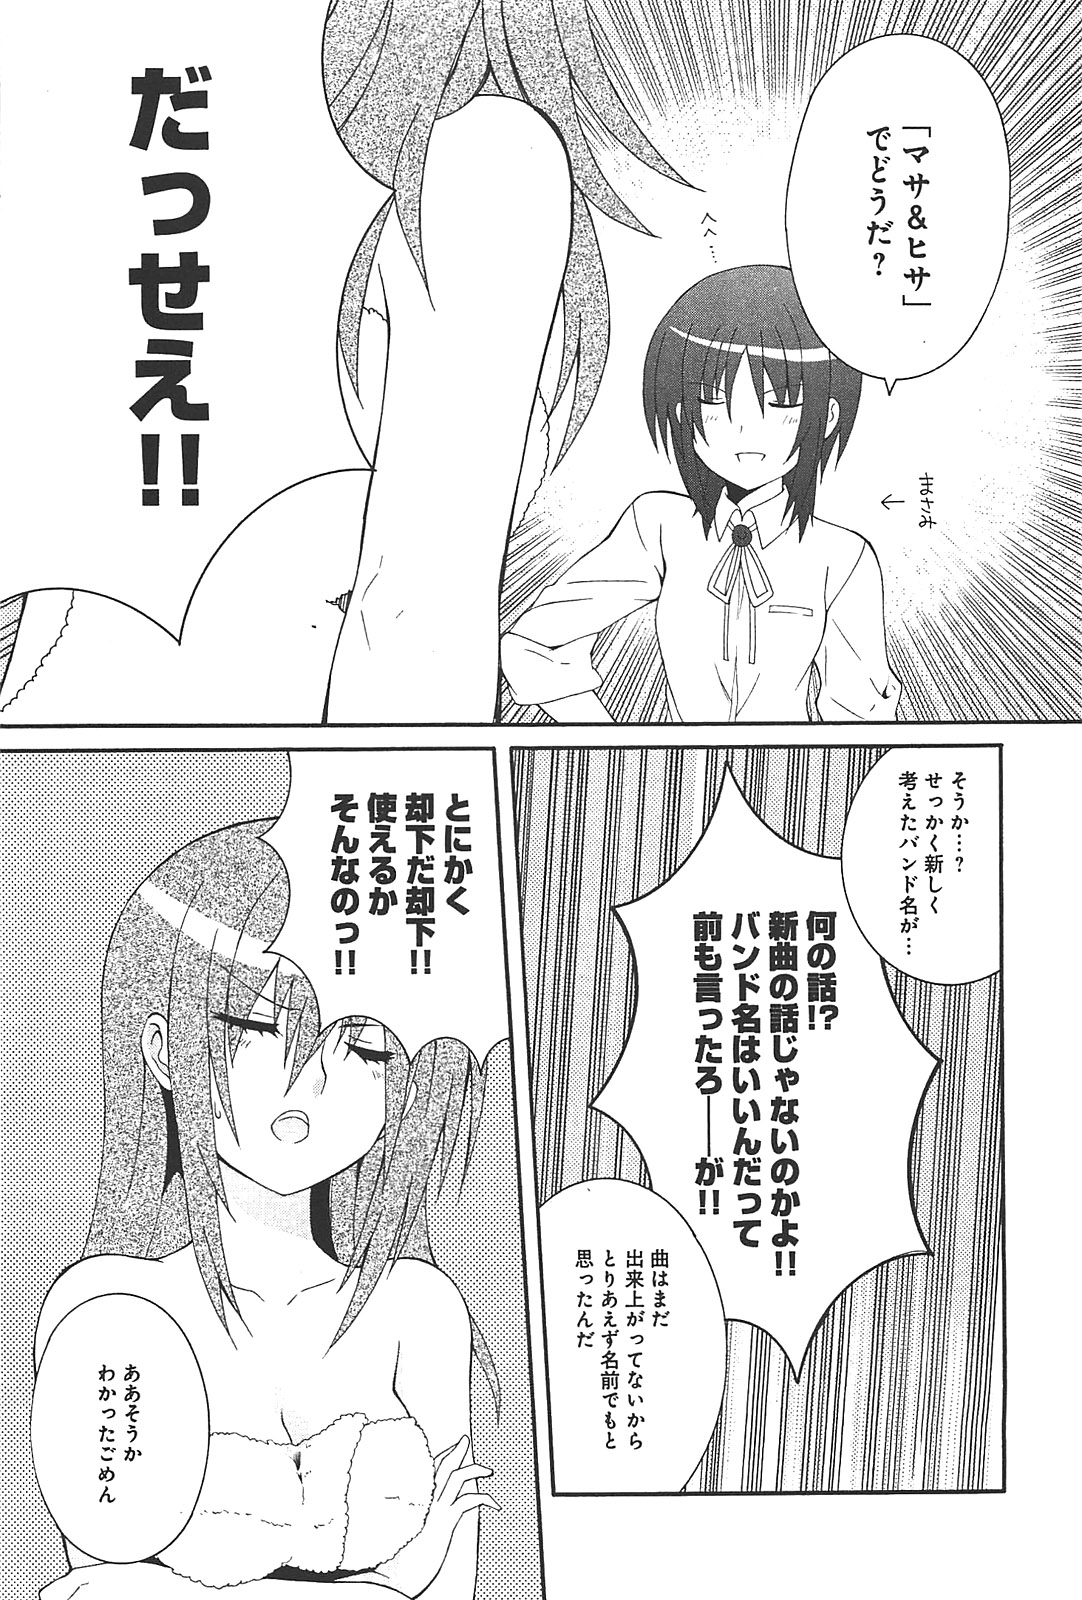 「マサ&ヒサ」
でどうだ?
へへ…
まさみ
←
だっせえ!!
そうか…?
せっかく新しく
考えたバンド名が…
何の話!?
新曲の話じゃないのかよ!!
バンド名はいいんだって
前も言ったろ——が!!
曲はまだ
出来上がってないから
とりあえず名前でもと
思ったんだ
とにかく
却下だ却下!!
使えるか
そんなのっ!!
ああそうか
わかったごめん